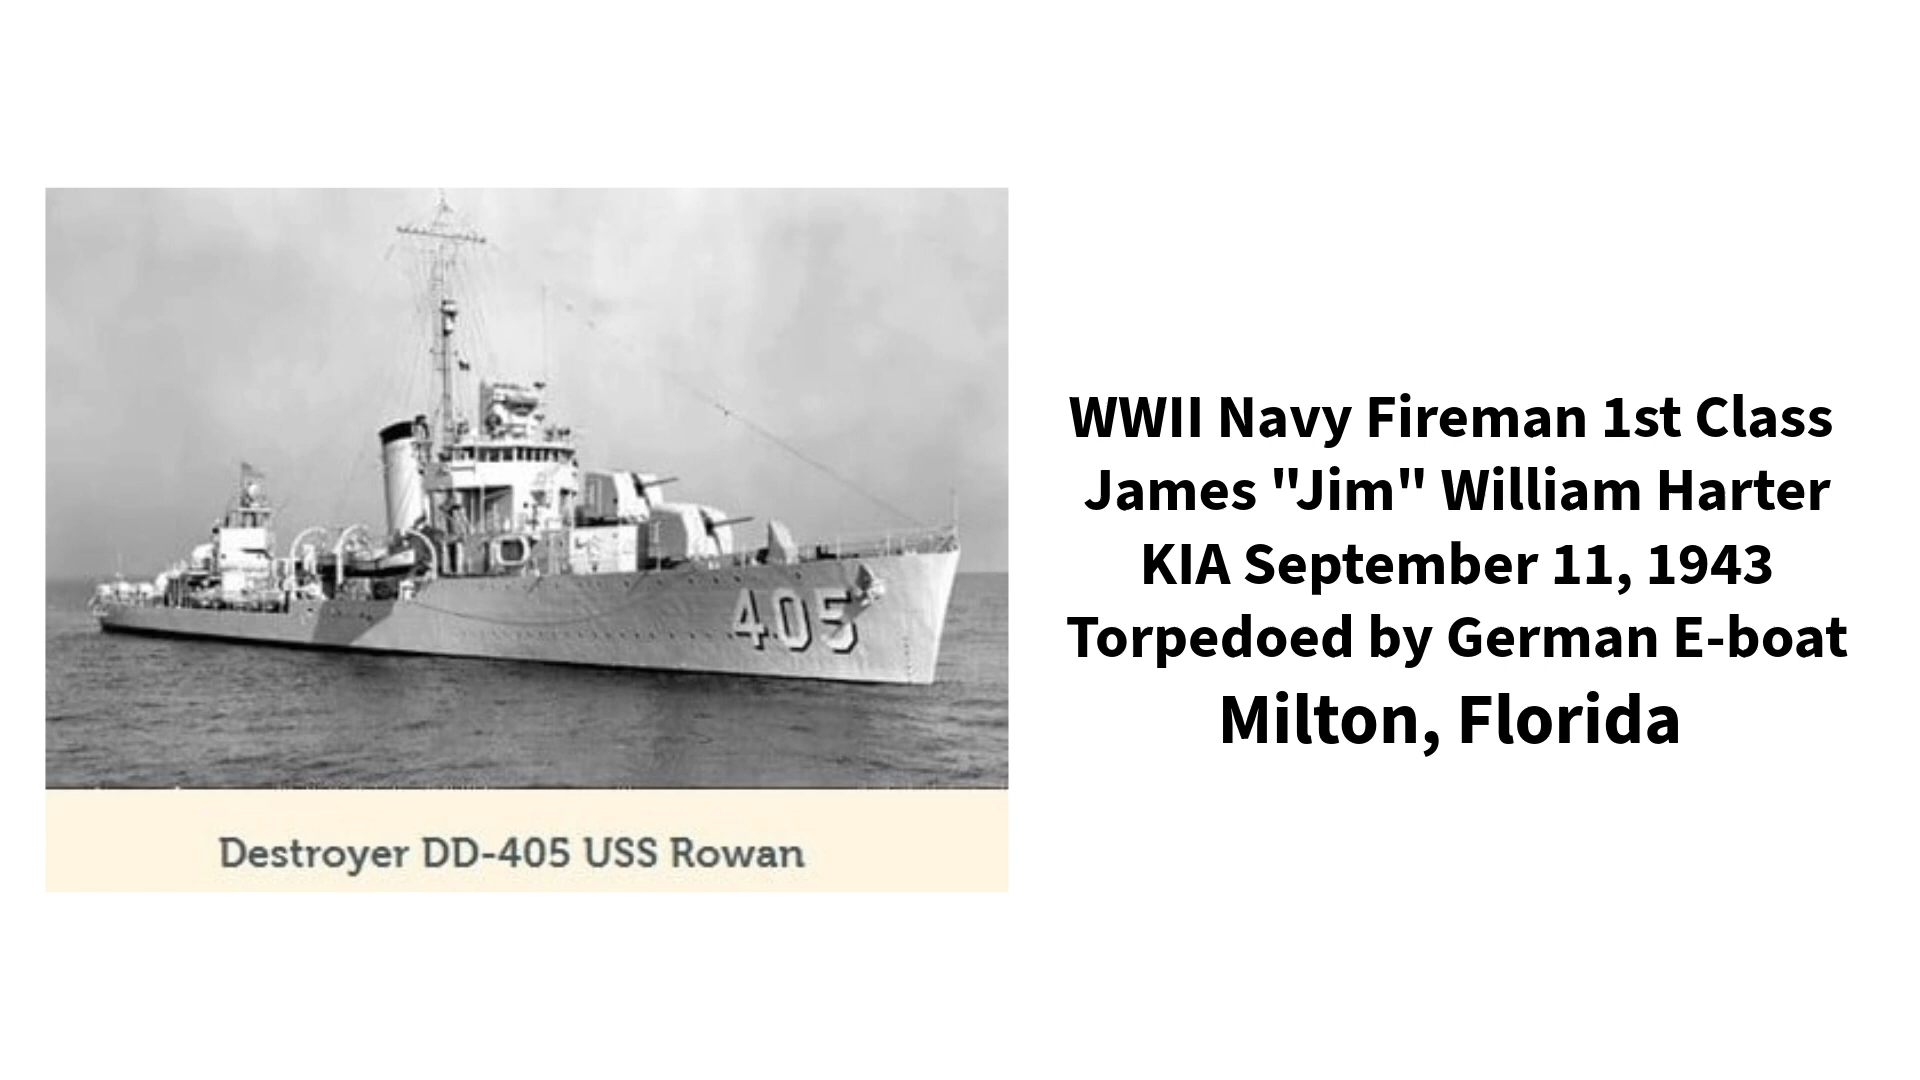 405
Destroyer DD-405 USS Rowan
WWII Navy Fireman 1st Class
James "Jim" William Harter
KIA September 11, 1943
Torpedoed by German E-boat
Milton, Florida